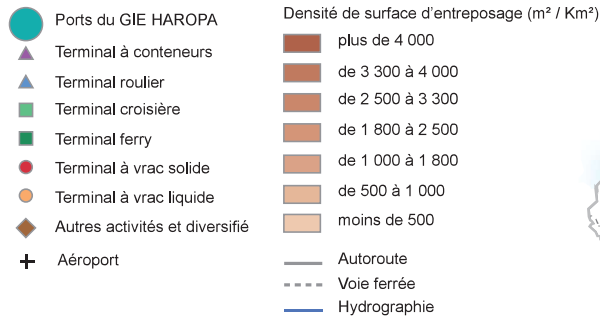 Ports du GIE HAROPA
Terminal à conteneurs
Terminal roulier
Terminal croisière
Terminal ferry
Terminal à vrac solide
Terminal à vrac liquide
Autres activités et diversifié
Aéroport
Densité de surface d'entreposage (m² / Km²)
plus de 4 000
de 3 300 à 4 000
de 2 500 à 3 300
de 1 800 à 2 500
de 1 000 à 1 800
de 500 à 1 000
moins de 500
Autoroute
Voie ferrée
Hydrographie